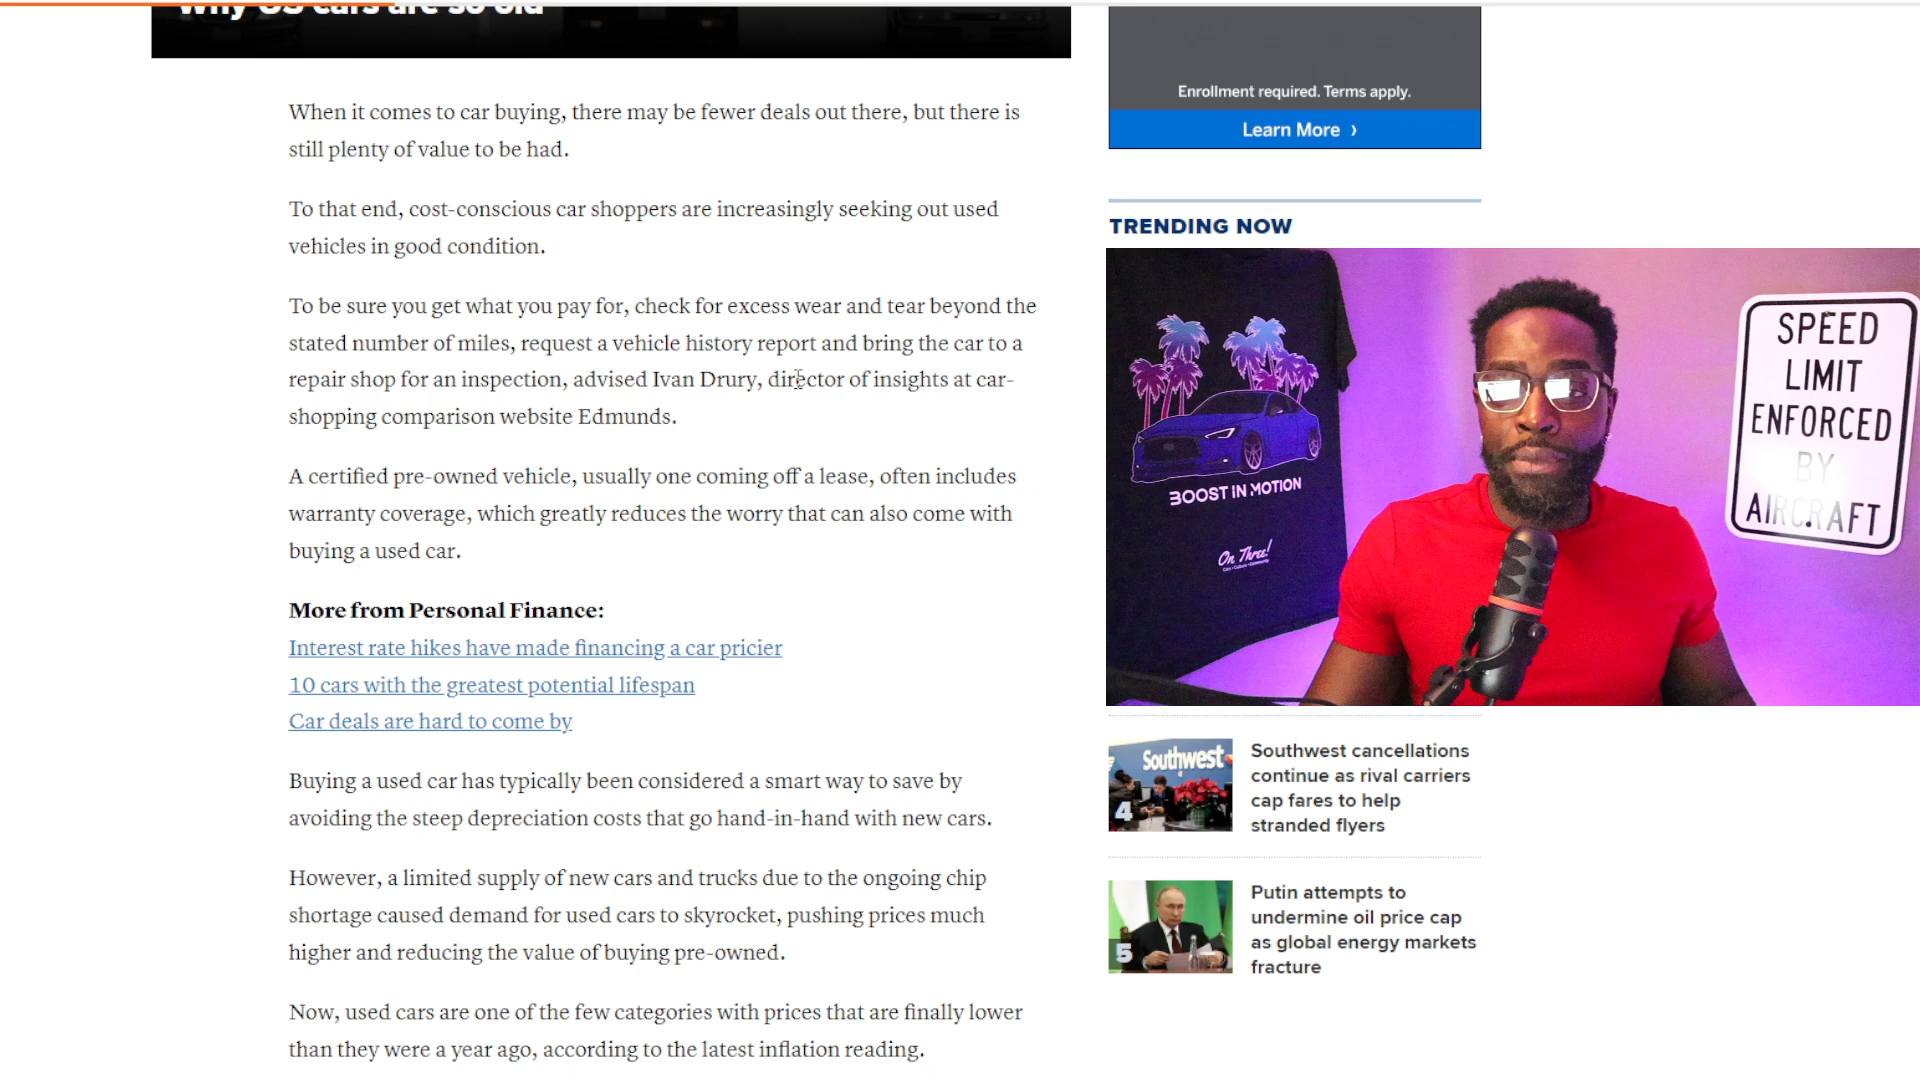 Why US cars are so old
When it comes to car buying, there may be fewer deals out there, but there is
still plenty of value to be had.
To that end, cost-conscious car shoppers are increasingly seeking out used
vehicles in good condition.
To be sure you get what you pay for, check for excess wear and tear beyond the
stated number of miles, request a vehicle history report and bring the car to a
repair shop for an inspection, advised Ivan Drury, director of insights at car-
shopping comparison website Edmunds.
A certified pre-owned vehicle, usually one coming off a lease, often includes
warranty coverage, which greatly reduces the worry that can also come with
buying a used car.
More from Personal Finance:
Interest rate hikes have made financing a car pricier
10 cars with the greatest potential lifespan
Car deals are hard to come by
Buying a used car has typically been considered a smart way to save by
avoiding the steep depreciation costs that go hand-in-hand with new cars.
However, a limited supply of new cars and trucks due to the ongoing chip
shortage caused demand for used cars to skyrocket, pushing prices much
higher and reducing the value of buying pre-owned.
Now, used cars are one of the few categories with prices that are finally lower
than they were a year ago, according to the latest inflation reading.
Enrollment required. Terms apply.
Learn More ›
TRENDING NOW
BOOST IN MOTION
On Three!
Cars • Culture • Community
SPEED
LIMIT
ENFORCED
BY
AIRCRAFT
Southwest
4
Southwest cancellations
continue as rival carriers
cap fares to help
stranded flyers
5
Putin attempts to
undermine oil price cap
as global energy markets
fracture